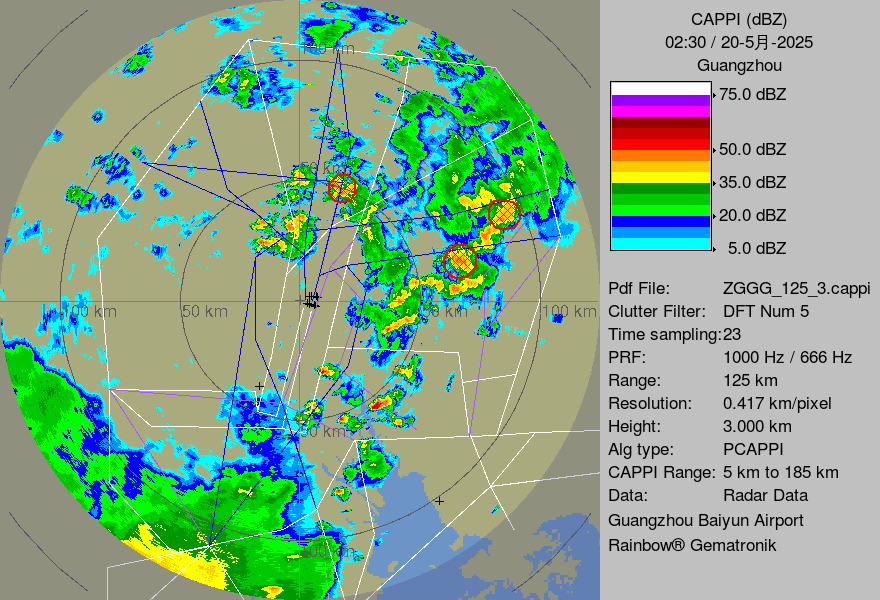 CAPPI (dBZ)
02:30 / 20-5月-2025
Guangzhou
75.0 dBZ
50.0 dBZ
35.0 dBZ
20.0 dBZ
5.0 dBZ
Pdf File: ZGGG_125_3.cappi
Clutter Filter: DFT Num 5
Time sampling:23
PRF: 1000 Hz / 666 Hz
Range: 125 km
Resolution: 0.417 km/pixel
Height: 3.000 km
Alg type: PCAPPI
CAPPI Range: 5 km to 185 km
Data: Radar Data
Guangzhou Baiyun Airport
Rainbow® Gematronik
100 km
50 km
100 km
50 km
50 km
100 km
50 km
100 km